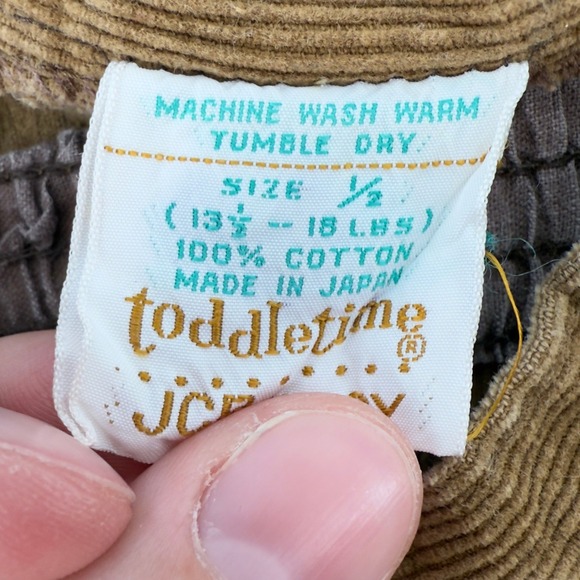 MACHINE WASH WARM
TUMBLE DRY
SIZE 1/2
(13 1/2 -- 18 LBS)
100% COTTON
MADE IN JAPAN
toddletime®